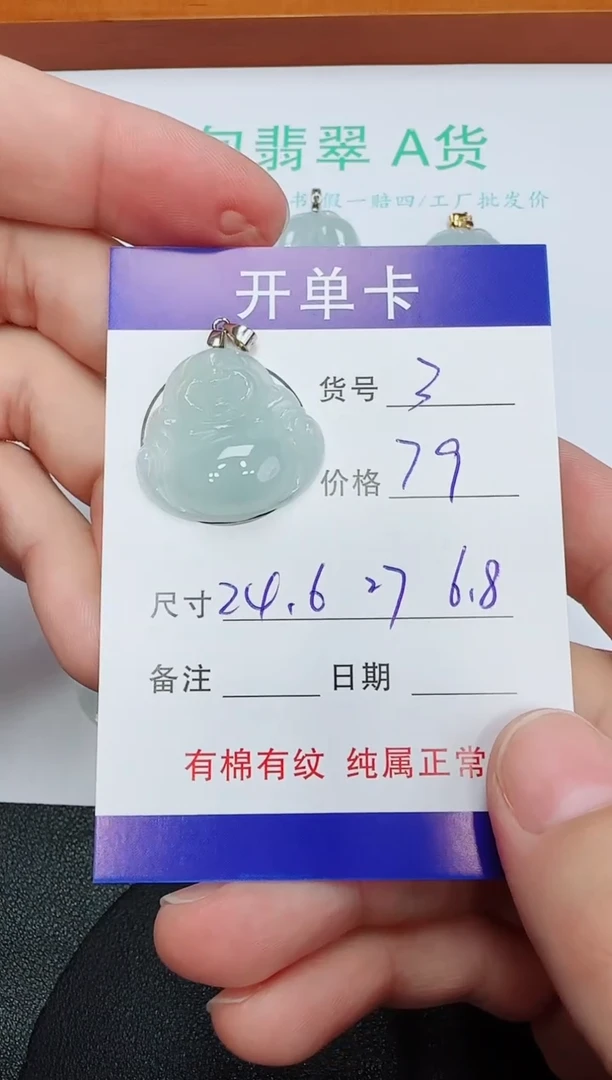 翡翠 A货
书 假一赔四/工厂批发价
开单卡
货号 3
价格 79
尺寸 24.6 27 6.8
备注
日期
有棉有纹 纯属正常